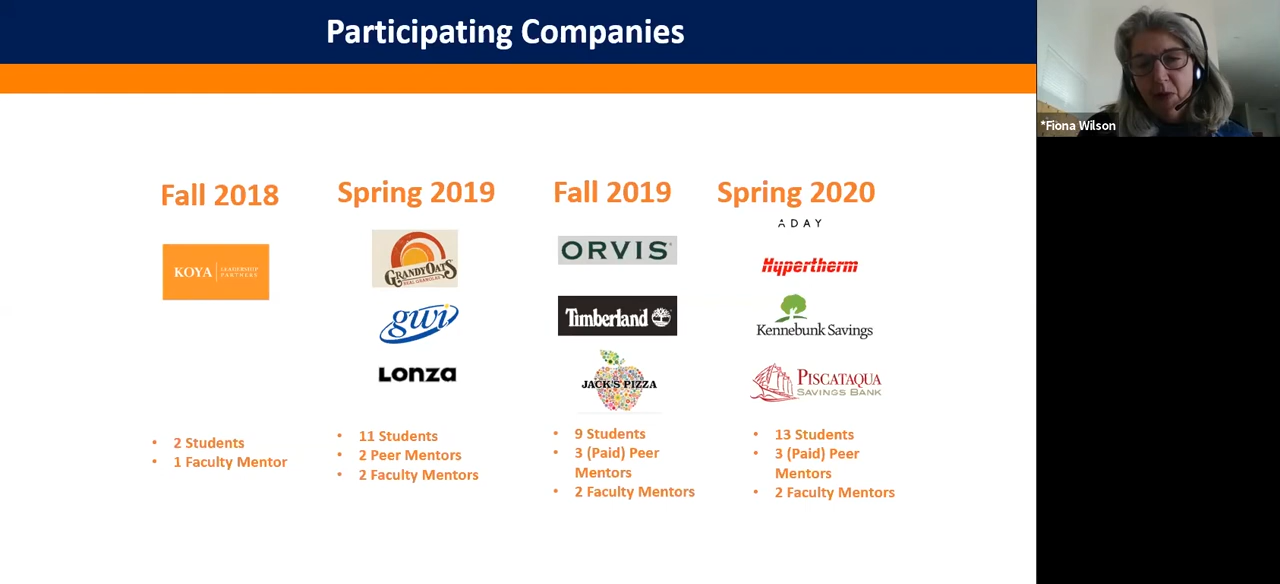 Participating Companies
*Fiona Wilson
Fall 2018
KOYA LEADERSHIP
PARTNERS
• 2 Students
• 1 Faculty Mentor
Spring 2019
GRANDYOATS
REAL GRANOLAS
gwi
Lonza
• 11 Students
• 2 Peer Mentors
• 2 Faculty Mentors
Fall 2019
ORVIS
Timberland
JACK'S PIZZA
• 9 Students
• 3 (Paid) Peer
Mentors
• 2 Faculty Mentors
Spring 2020
ADAY
Hypertherm
Kennebunk Savings
PISCATAQUA
SAVINGS BANK
• 13 Students
• 3 (Paid) Peer
Mentors
• 2 Faculty Mentors